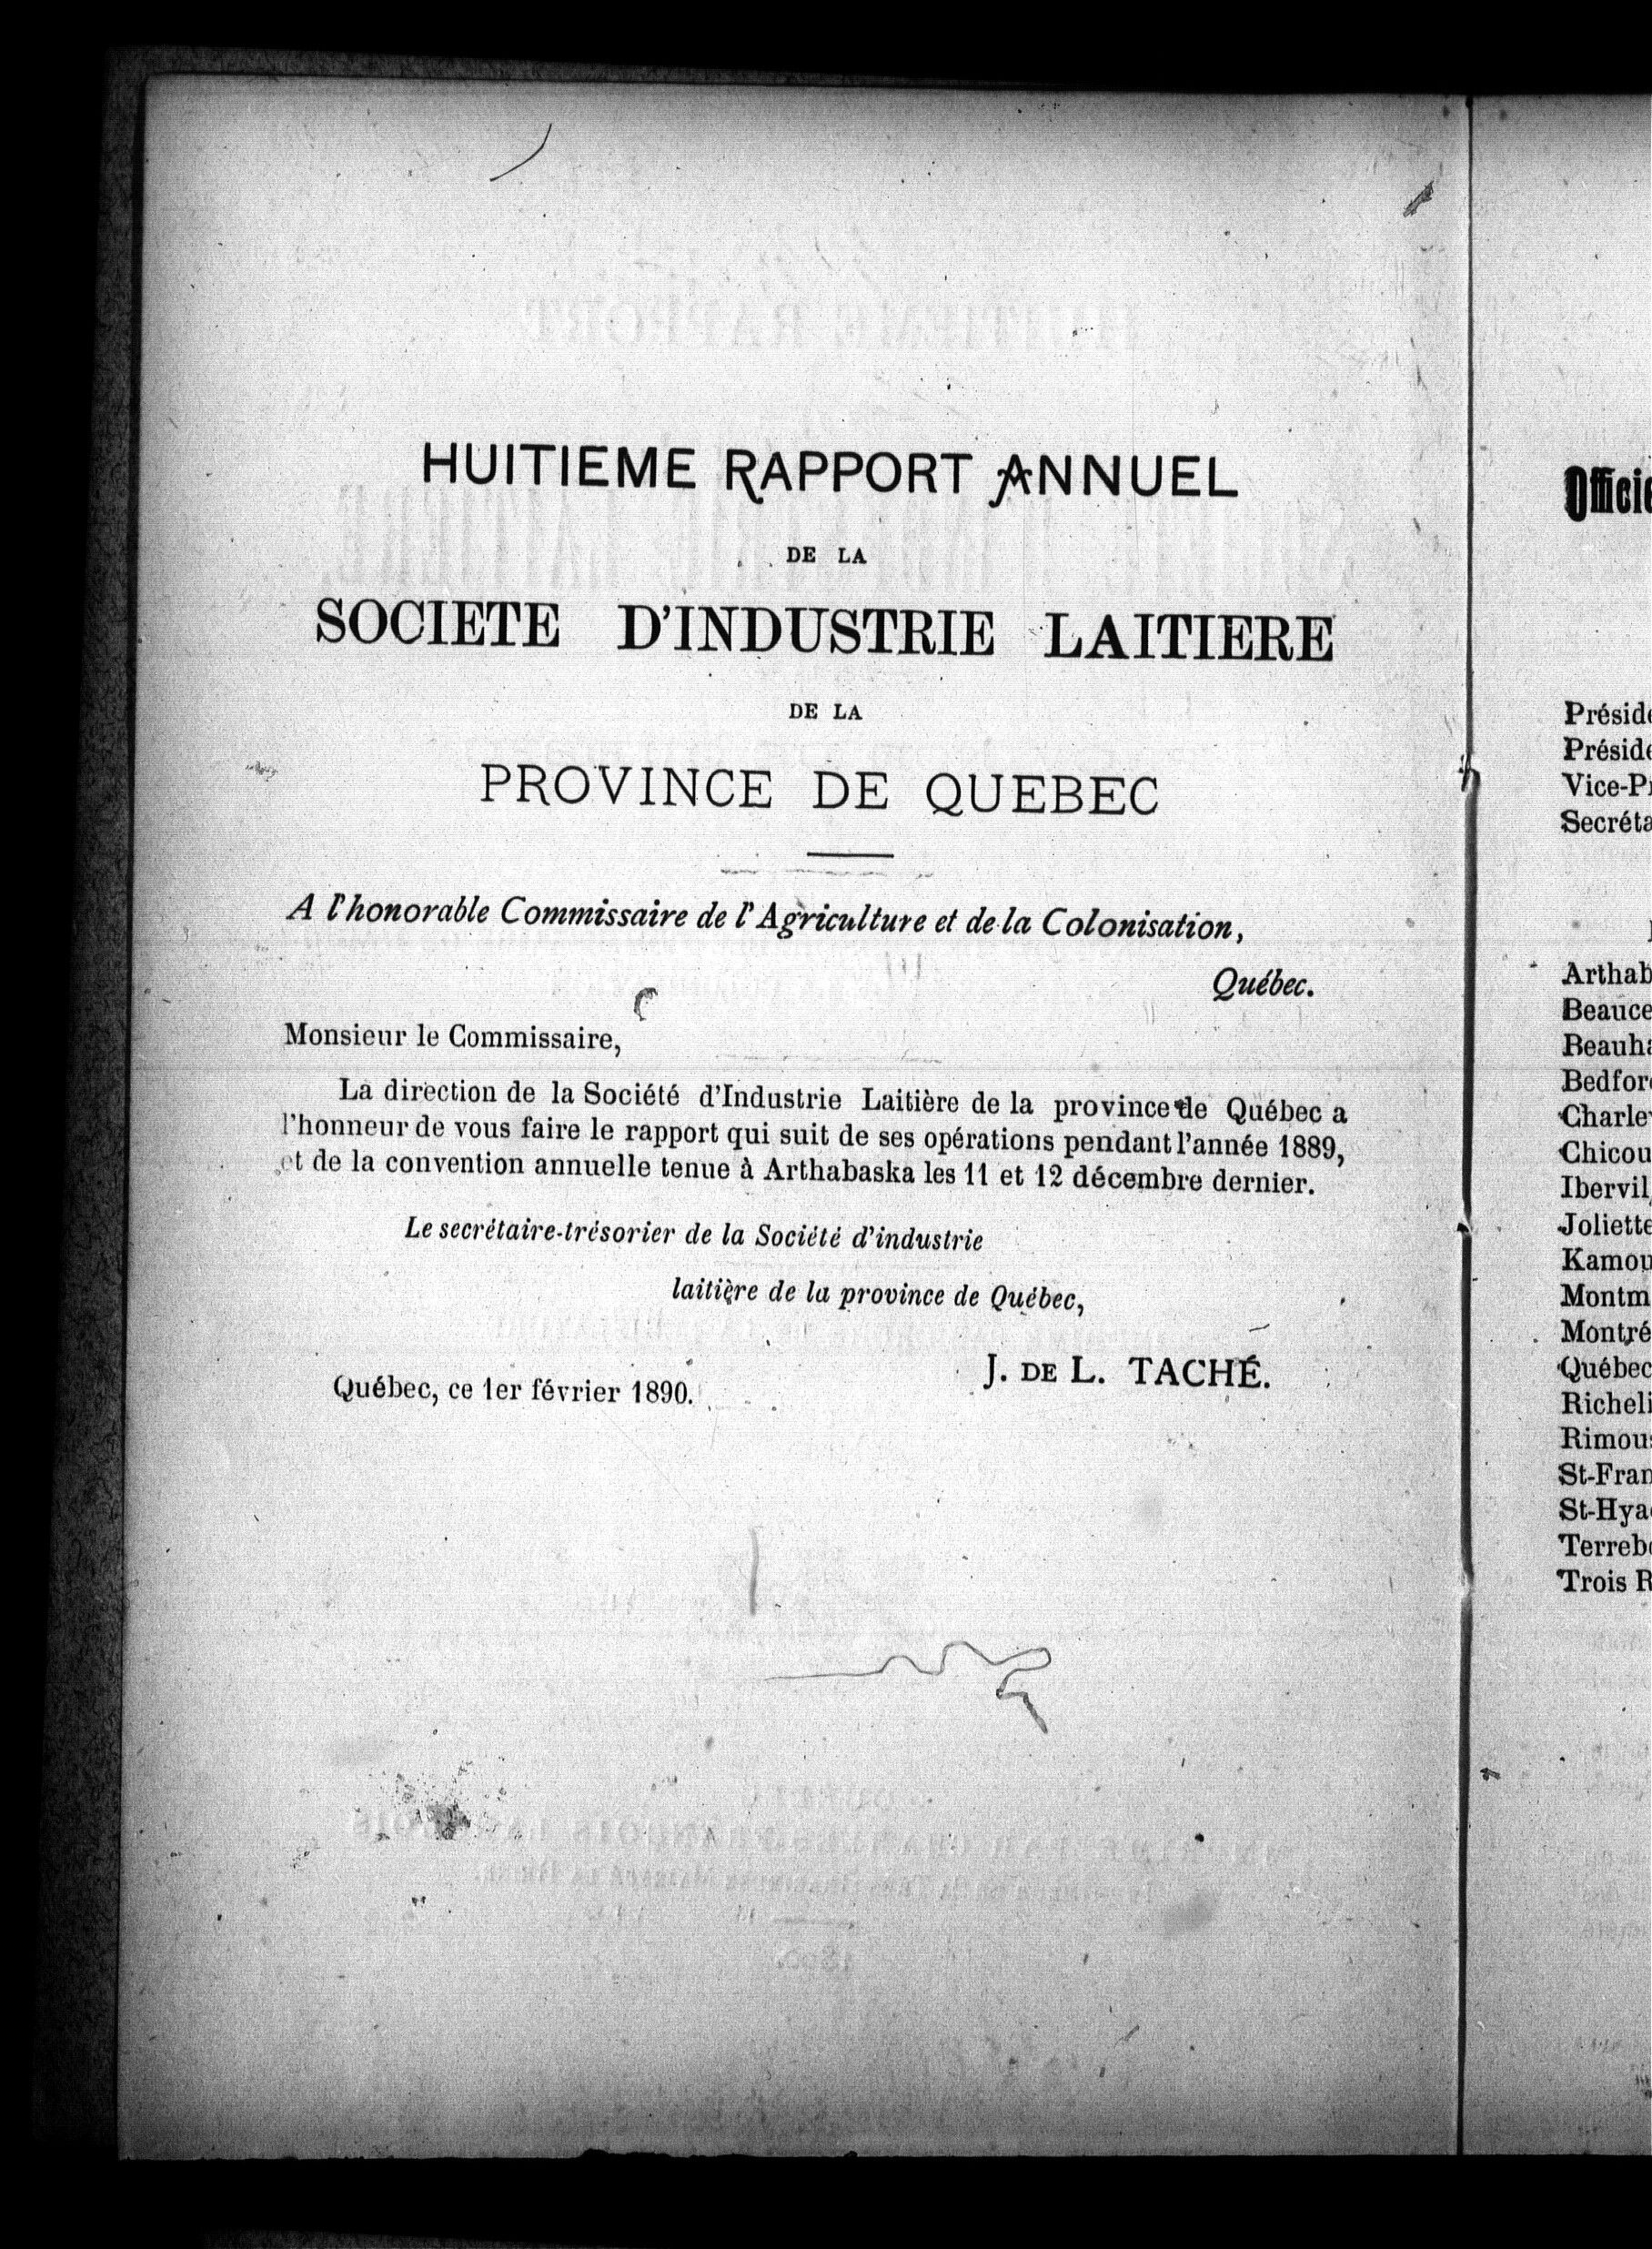 HUITIEME RAPPORT ANNUEL
DE LA
SOCIETE D'INDUSTRIE LAITIERE
DE LA
PROVINCE DE QUEBEC
A l'honorable Commissaire de l'Agriculture et de la Colonisation,
Québec.
Monsieur le Commissaire,
La direction de la Société d'Industrie Laitière de la province de Québec a
l'honneur de vous faire le rapport qui suit de ses opérations pendant l'année 1889,
et de la convention annuelle tenue à Arthabaska les 11 et 12 décembre dernier.
Le secrétaire-trésorier de la Société d'industrie
laitière de la province de Québec,
J. DE L. TACHÉ.
Québec, ce 1er février 1890.
Officie
Préside
Préside
Vice-P
Secréta
Arthab
Beauce
Beauha
Bedfor
Charle
Chicou
Ibervil
Joliette
Kamou
Montm
Montré
Québec
Richeli
Rimou
St-Fran
St-Hya
Terreb
Trois R